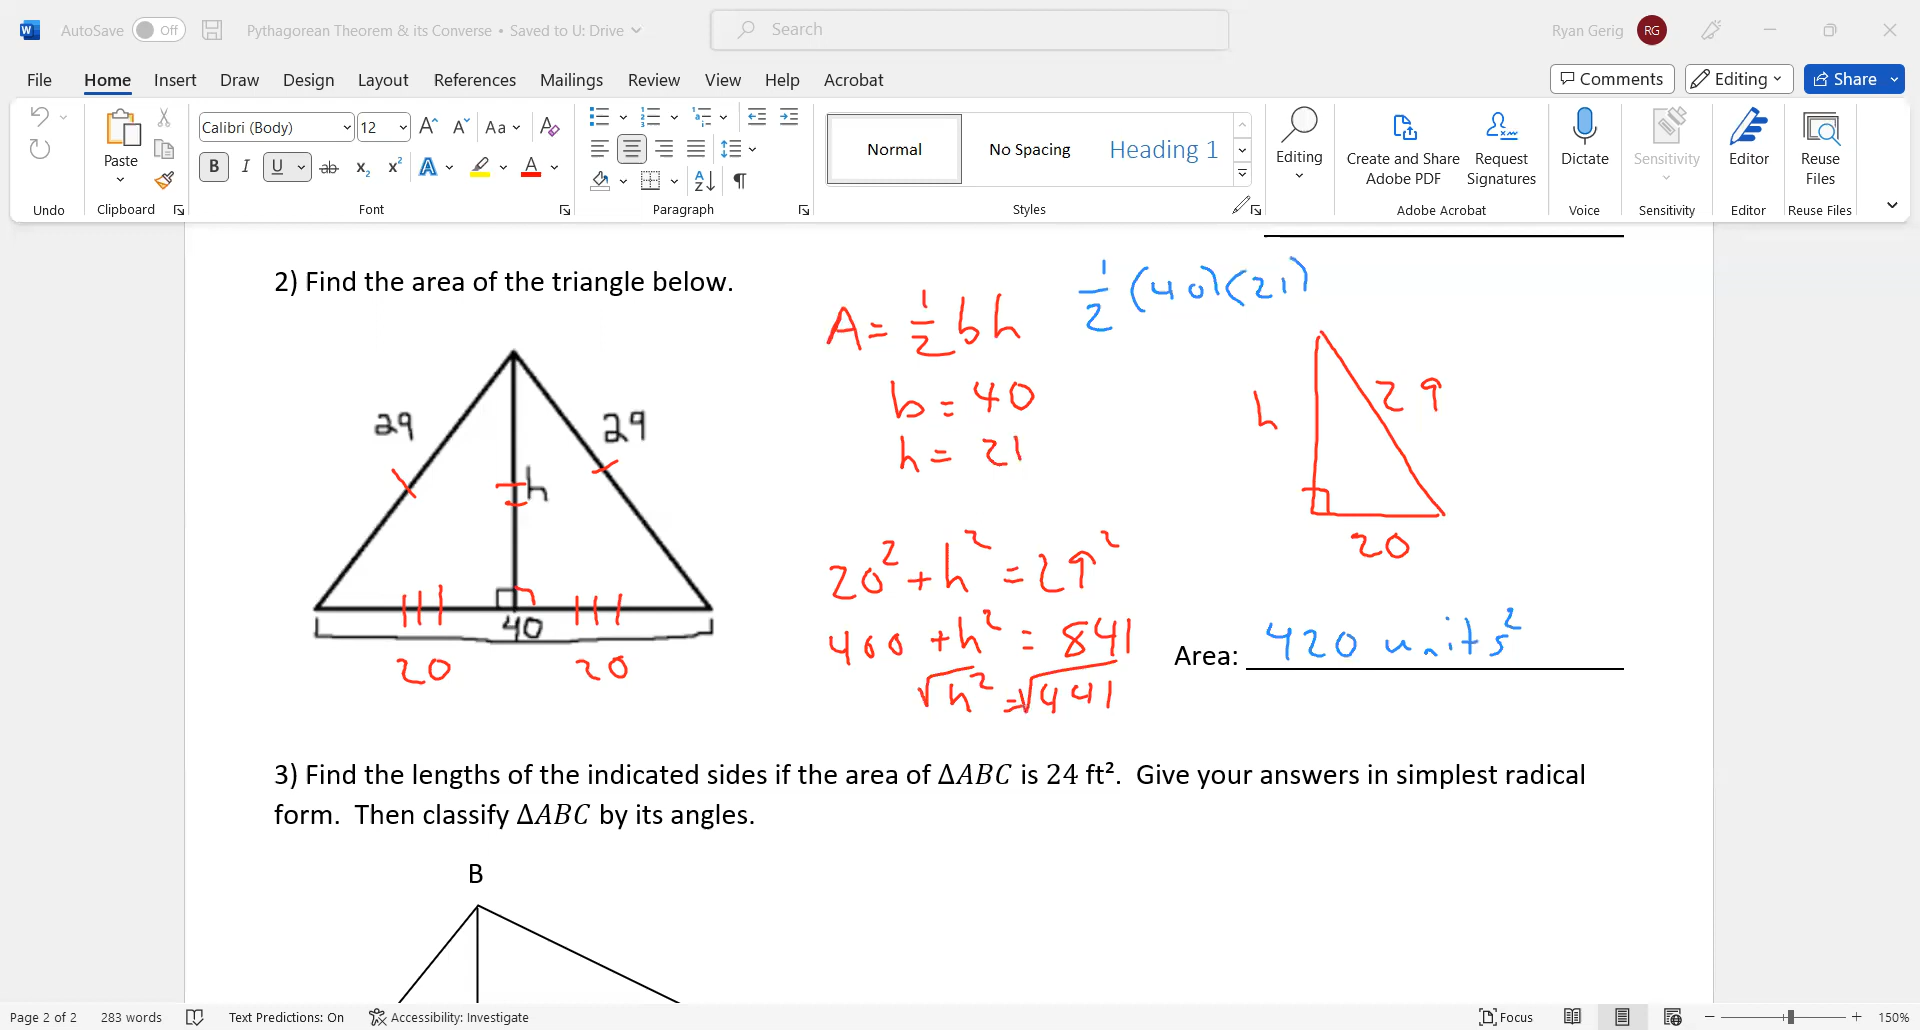 AutoSave Off Pythagorean Theorem & its Converse • Saved to U: Drive Search Ryan Gerig RG
File Home Insert Draw Design Layout References Mailings Review View Help Acrobat Comments Editing Share
Paste Calibri (Body) 12 Aa Normal No Spacing Heading 1 Editing Create and Share Adobe PDF Request Signatures Dictate Sensitivity Editor Reuse Files
Undo Clipboard Font Paragraph Styles Adobe Acrobat Voice Sensitivity Editor Reuse Files
2) Find the area of the triangle below.
29
29
h
40
20 20
A = 1/2 bh
b = 40
h = 21
1/2 (40)(21)
20² + h² = 29²
400 + h² = 841
√h² = √441
h
29
20
Area: 420 units²
3) Find the lengths of the indicated sides if the area of ΔABC is 24 ft². Give your answers in simplest radical
form. Then classify ΔABC by its angles.
B
Page 2 of 2 283 words Text Predictions: On Accessibility: Investigate Focus 150%